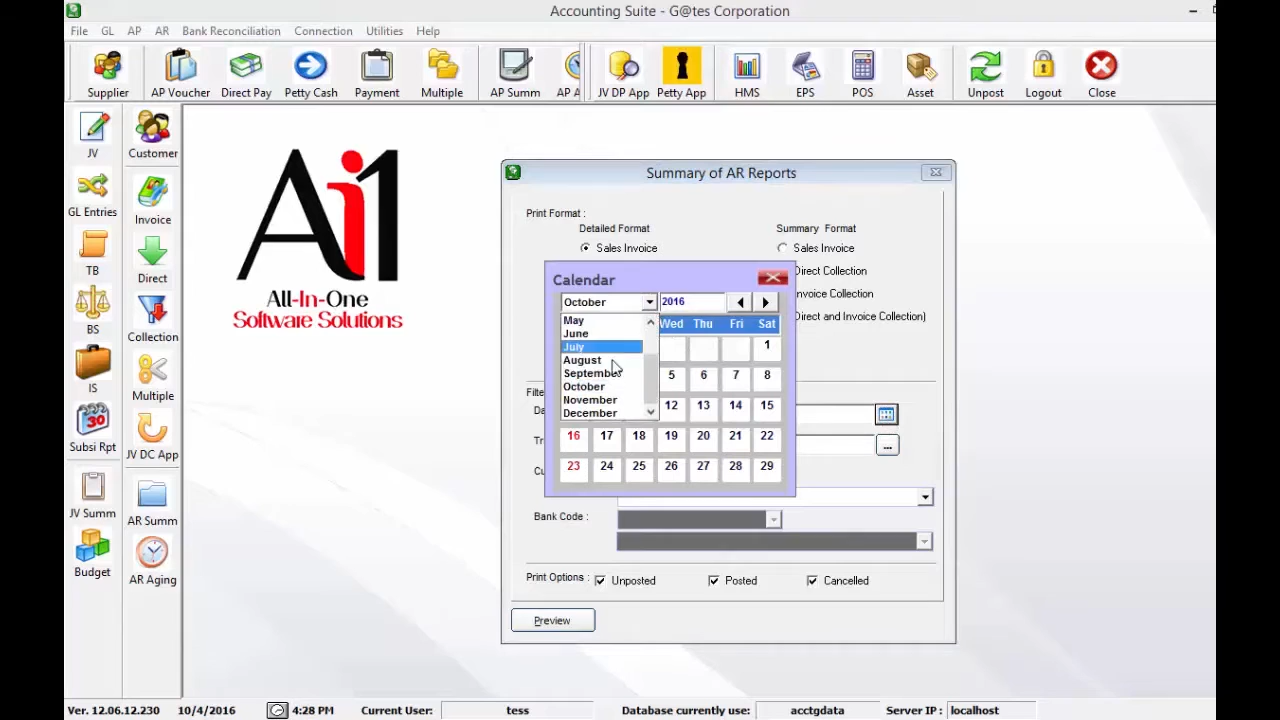 Accounting Suite - G@tes Corporation
File GL AP AR Bank Reconciliation Connection Utilities Help
Supplier AP Voucher Direct Pay Petty Cash Payment Multiple AP Summ AP A JV DP App Petty App HMS EPS POS Asset Unpost Logout Close
JV Customer
GL Entries Invoice
TB Direct
BS Collection
IS Multiple
Subsi Rpt JV DC App
JV Summ AR Summ
Budget AR Aging
Ai1
All-In-One
Software Solutions
Summary of AR Reports
Print Format :
Detailed Format Summary Format
Sales Invoice Sales Invoice
Direct Collection
Invoice Collection
Direct and Invoice Collection)
Calendar
October 2016
Wed Thu Fri Sat
May
June
July
August
September
October
November
December
1
5 6 7 8
12 13 14 15
16 17 18 19 20 21 22
23 24 25 26 27 28 29
...
Bank Code :
Print Options : Unposted Posted Cancelled
Preview
Ver. 12.06.12.230 10/4/2016 4:28 PM Current User: tess Database currently use: acctgdata Server IP : localhost